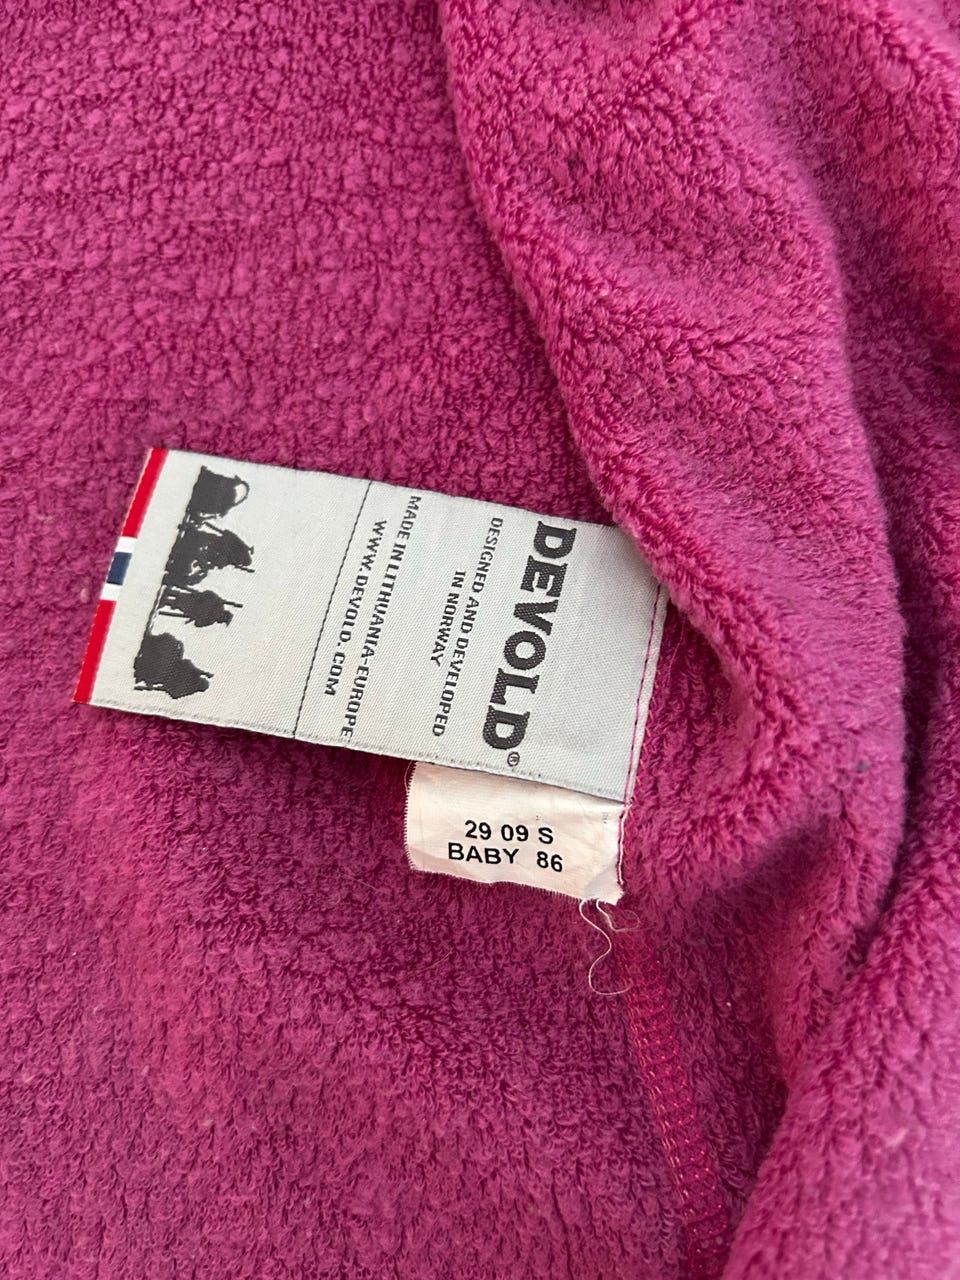 DEVOLD®
DESIGNED AND DEVELOPED
IN NORWAY
MADE IN LITHUANIA-EUROPE
WWW.DEVOLD.COM
29 09 S
BABY 86